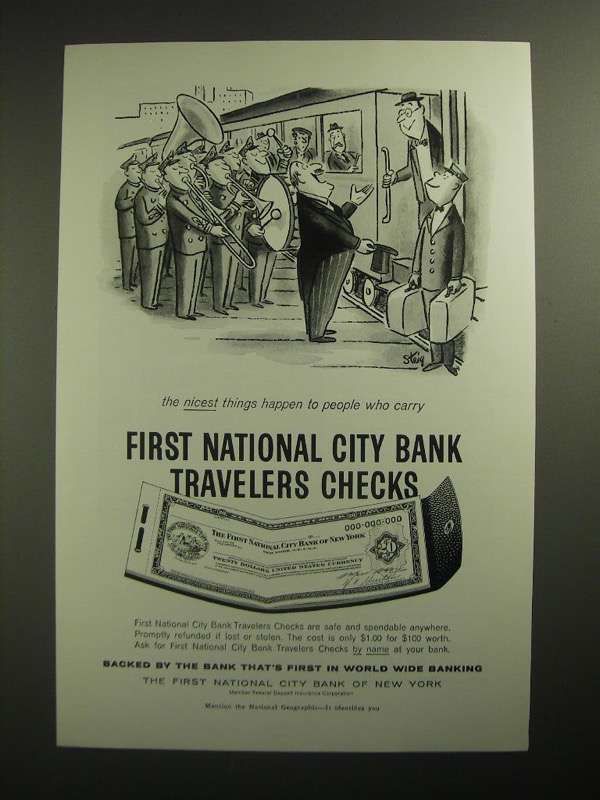 Steig
the nicest things happen to people who carry
FIRST NATIONAL CITY BANK
TRAVELERS CHECKS
000-000-000
THE FIRST NATIONAL CITY BANK OF NEW YORK
TWENTY DOLLARS, UNITED STATES CURRENCY
First National City Bank Travelers Checks are safe and spendable anywhere.
Promptly refunded if lost or stolen. The cost is only $1.00 for $100 worth.
Ask for First National City Bank Travelers Checks by name at your bank.
BACKED BY THE BANK THAT'S FIRST IN WORLD WIDE BANKING
THE FIRST NATIONAL CITY BANK OF NEW YORK
Member Federal Deposit Insurance Corporation
Mention the National Geographic—It identifies you